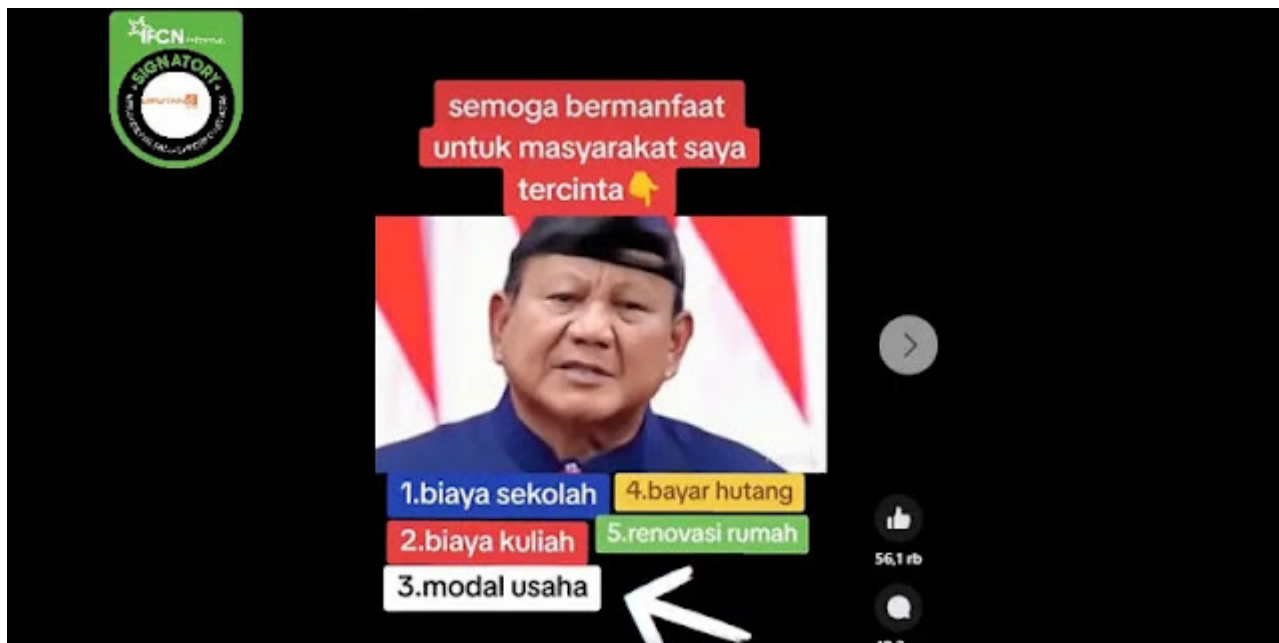 IFCN
SIGNATORY
semoga bermanfaat
untuk masyarakat saya
tercinta👇
1.biaya sekolah
4.bayar hutang
2.biaya kuliah
5.renovasi rumah
3.modal usaha
56,1 rb